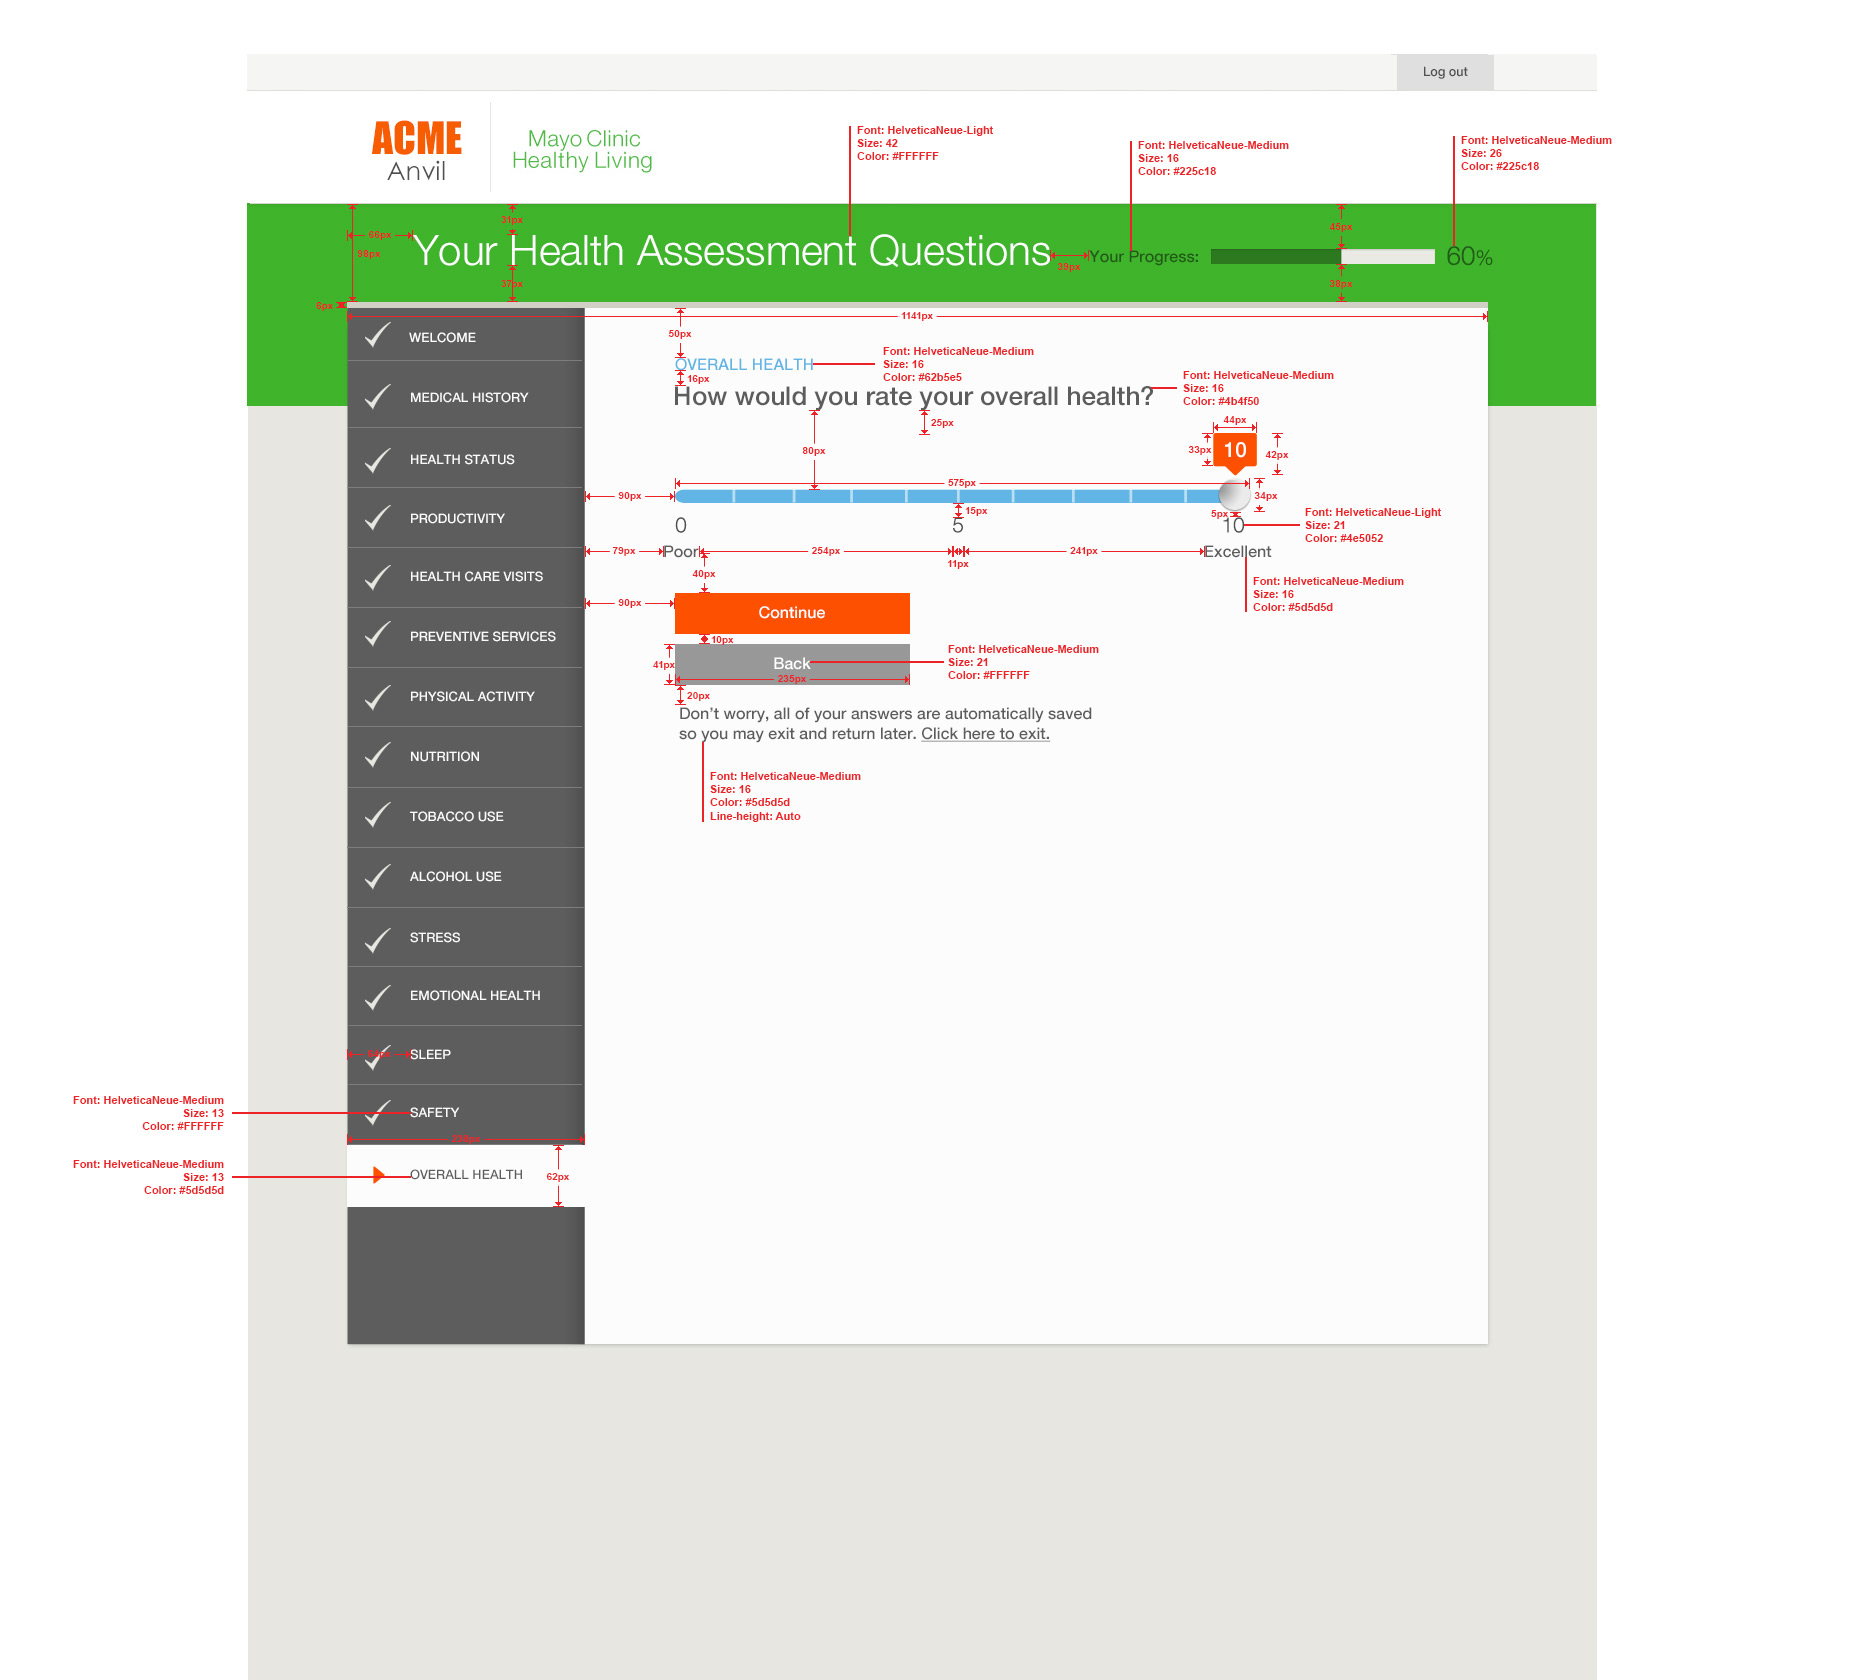 Log out
ACME
Anvil
Mayo Clinic
Healthy Living
Font: HelveticaNeue-Light
Size: 42
Color: #FFFFFF
Font: HelveticaNeue-Medium
Size: 16
Color: #225c18
Font: HelveticaNeue-Medium
Size: 26
Color: #225c18
31px
45px
66px
98px
Your Health Assessment Questions
39px
Your Progress:
60%
37px
38px
6px
1141px
WELCOME
MEDICAL HISTORY
HEALTH STATUS
PRODUCTIVITY
HEALTH CARE VISITS
PREVENTIVE SERVICES
PHYSICAL ACTIVITY
NUTRITION
TOBACCO USE
ALCOHOL USE
STRESS
EMOTIONAL HEALTH
SLEEP
SAFETY
Font: HelveticaNeue-Medium
Size: 13
Color: #FFFFFF
OVERALL HEALTH
62px
Font: HelveticaNeue-Medium
Size: 13
Color: #5d5d5d
50px
OVERALL HEALTH
Font: HelveticaNeue-Medium
Size: 16
Color: #62b5e5
16px
How would you rate your overall health?
Font: HelveticaNeue-Medium
Size: 16
Color: #4b4f50
25px
80px
44px
33px
10
42px
575px
90px
34px
15px
5px
0
5
10
Font: HelveticaNeue-Light
Size: 21
Color: #4e5052
79px
Poor
254px
11px
241px
Excellent
Font: HelveticaNeue-Medium
Size: 16
Color: #5d5d5d
40px
90px
Continue
10px
41px
Back
235px
Font: HelveticaNeue-Medium
Size: 21
Color: #FFFFFF
20px
Don’t worry, all of your answers are automatically saved
so you may exit and return later. Click here to exit.
Font: HelveticaNeue-Medium
Size: 16
Color: #5d5d5d
Line-height: Auto